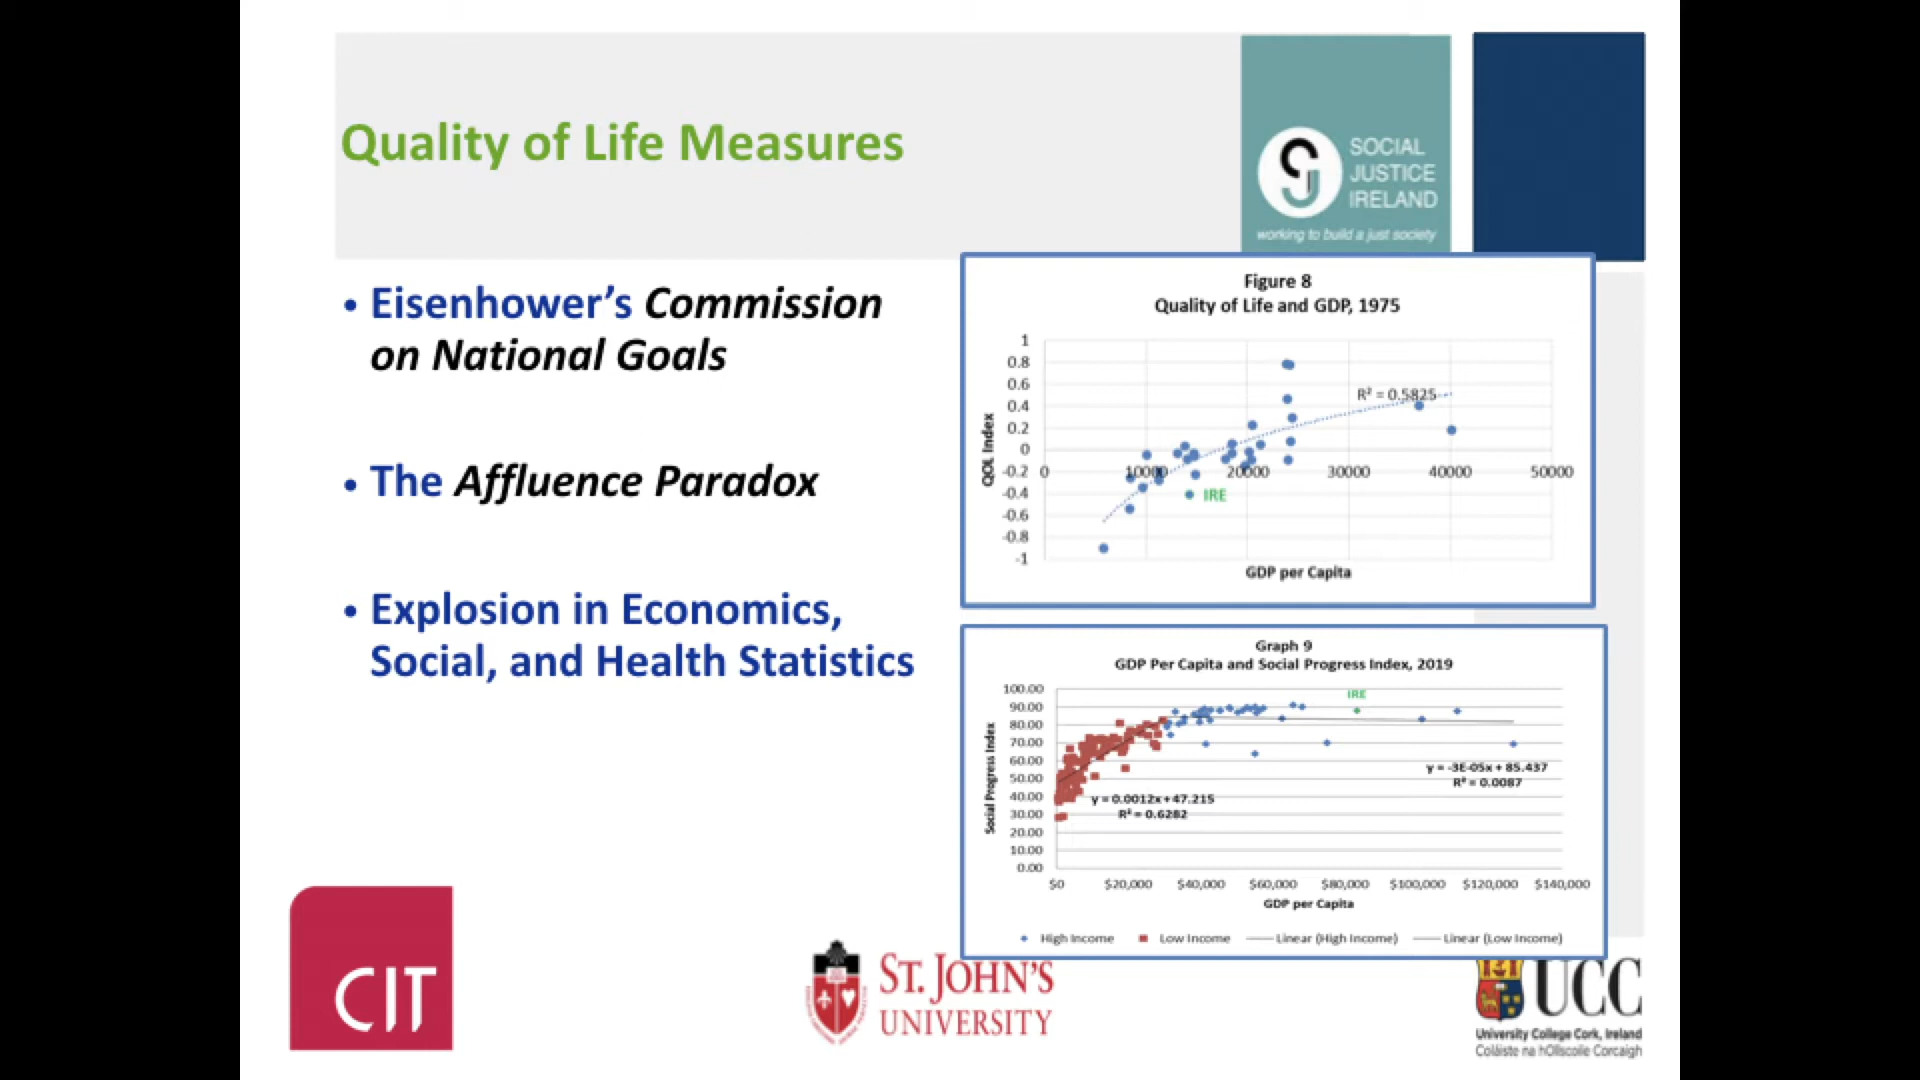 Quality of Life Measures
SOCIAL
JUSTICE
IRELAND
working to build a just society
• Eisenhower's Commission
on National Goals
• The Affluence Paradox
• Explosion in Economics,
Social, and Health Statistics
Figure 8
Quality of Life and GDP, 1975
1
0.8
0.6
0.4
0.2
0
-0.2
-0.4
-0.6
-0.8
-1
QOL Index
R² = 0.5825
0 10000 20000 30000 40000 50000
IRE
GDP per Capita
Graph 9
GDP Per Capita and Social Progress Index, 2019
IRE
100.00
90.00
80.00
70.00
60.00
50.00
40.00
30.00
20.00
10.00
0.00
Social Progress Index
y = -3E-05x + 85.437
R² = 0.0087
y = 0.0012x + 47.215
R² = 0.6282
$0 $20,000 $40,000 $60,000 $80,000 $100,000 $120,000 $140,000
GDP per Capita
High Income Low Income Linear (High Income) Linear (Low Income)
CIT
ST. JOHN'S
UNIVERSITY
UCC
University College Cork, Ireland
Coláiste na hOllscoile Corcaigh